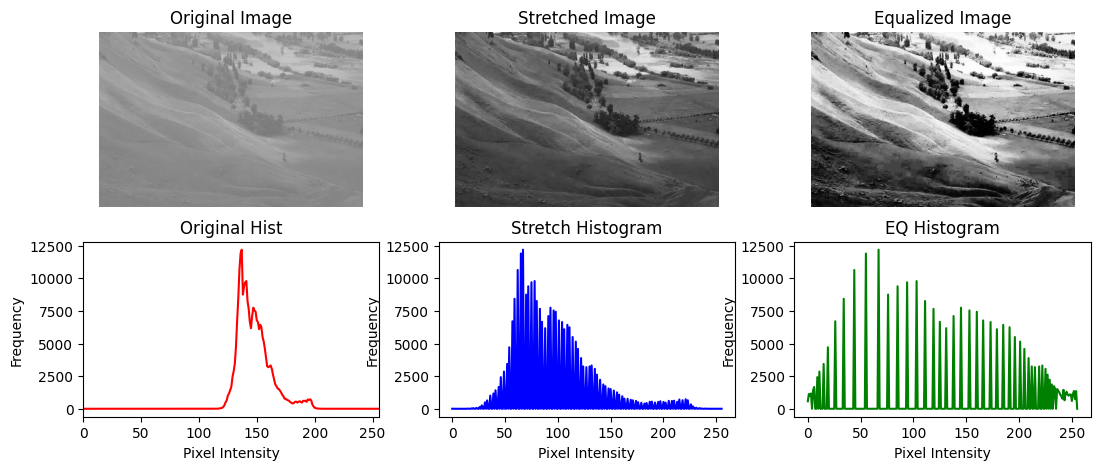 Original Image
Stretched Image
Equalized Image
Original Hist
12500
10000
7500
5000
2500
0
Frequency
0 50 100 150 200 250
Pixel Intensity
Stretch Histogram
12500
10000
7500
5000
2500
0
Frequency
0 50 100 150 200 250
Pixel Intensity
EQ Histogram
12500
10000
7500
5000
2500
0
Frequency
0 50 100 150 200 250
Pixel Intensity